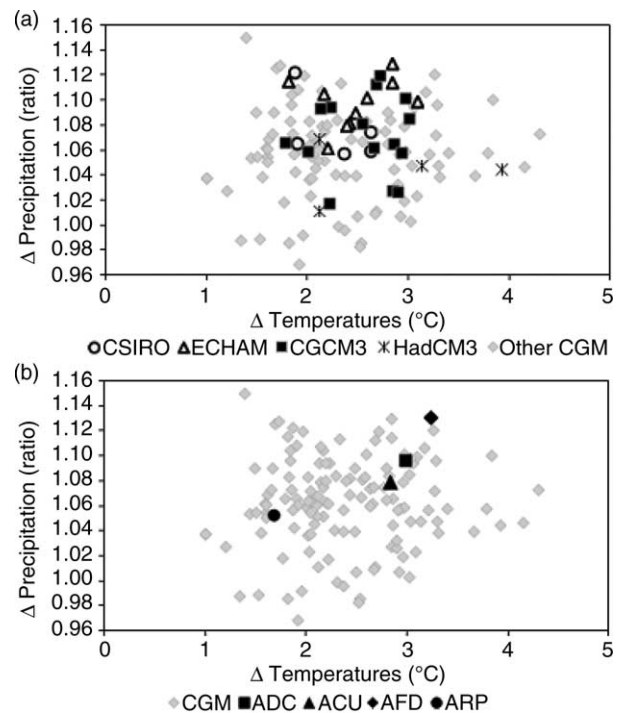 (a)
1.16
1.14
1.12
1.10
1.08
1.06
1.04
1.02
1.00
0.98
0.96
Δ Precipitation (ratio)
0 1 2 3 4 5
Δ Temperatures (°C)
CSIRO ECHAM CGCM3 HadCM3 Other CGM
(b)
1.16
1.14
1.12
1.10
1.08
1.06
1.04
1.02
1.00
0.98
0.96
Δ Precipitation (ratio)
0 1 2 3 4 5
Δ Temperatures (°C)
CGM ADC ACU AFD ARP